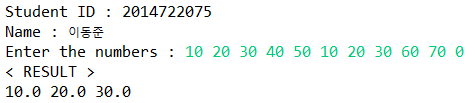 Student ID : 2014722075
Name : 이동준
Enter the numbers : 10 20 30 40 50 10 20 30 60 70 0
< RESULT >
10.0 20.0 30.0